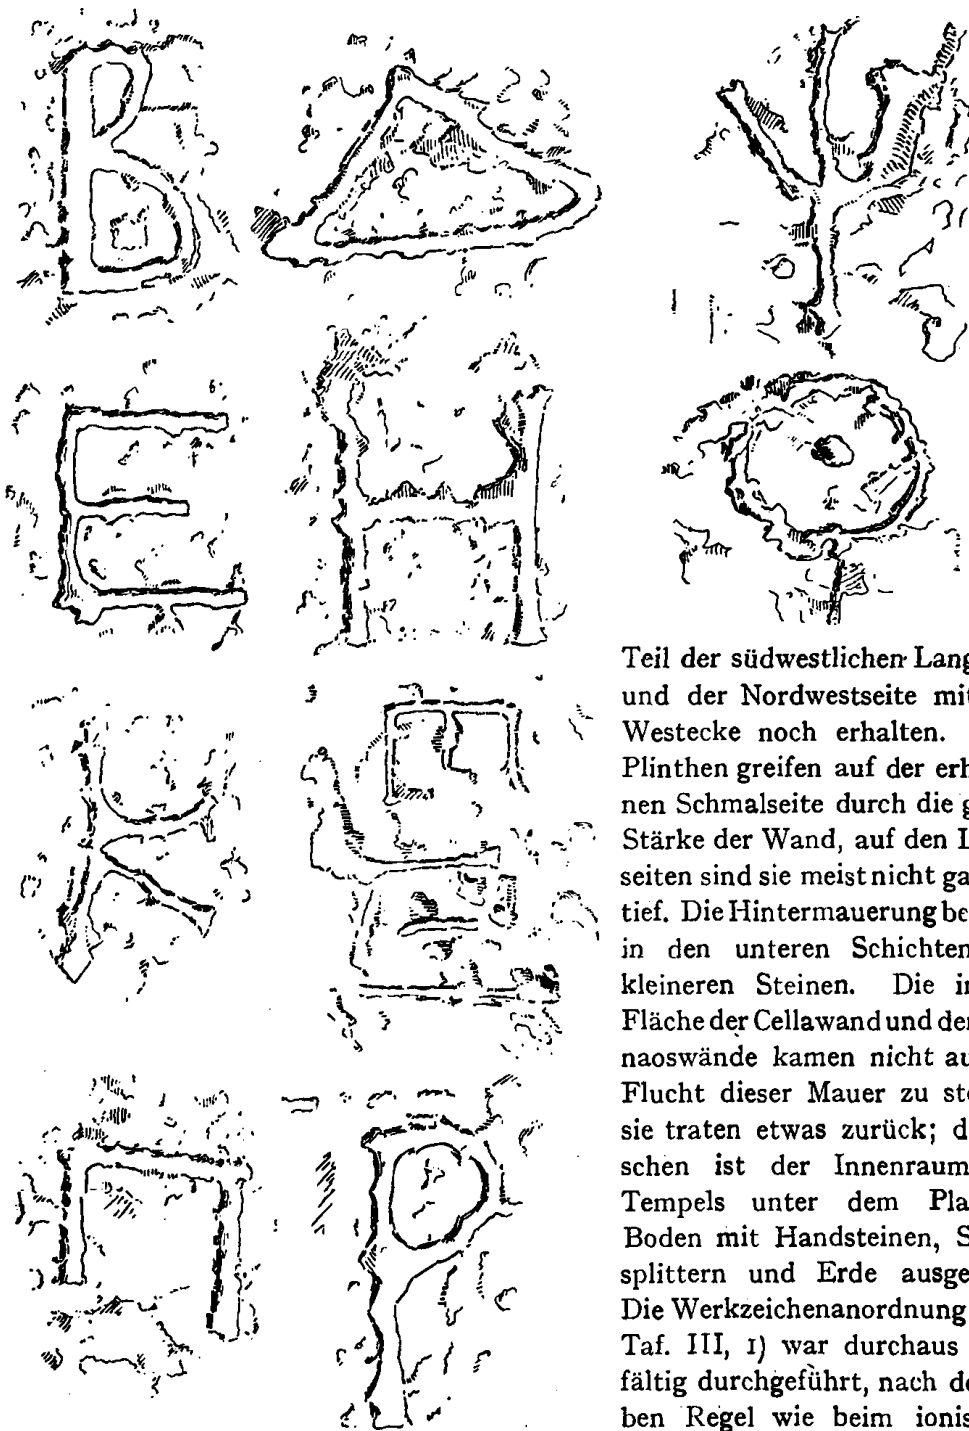 B Δ Ψ
E H
K
Π P
Teil der südwestlichen Lang
und der Nordwestseite mit
Westecke noch erhalten.
Plinthen greifen auf der erh
nen Schmalseite durch die g
Stärke der Wand, auf den L
seiten sind sie meist nicht ga
tief. Die Hintermauerung be
in den unteren Schichten
kleineren Steinen. Die in
Fläche der Cellawand und der
naoswände kamen nicht au
Flucht dieser Mauer zu ste
sie traten etwas zurück; d
schen ist der Innenraum
Tempels unter dem Pla
Boden mit Handsteinen, S
splittern und Erde ausge
Die Werkzeichenanordnung
Taf. III, 1) war durchaus
fältig durchgeführt, nach de
ben Regel wie beim ionis